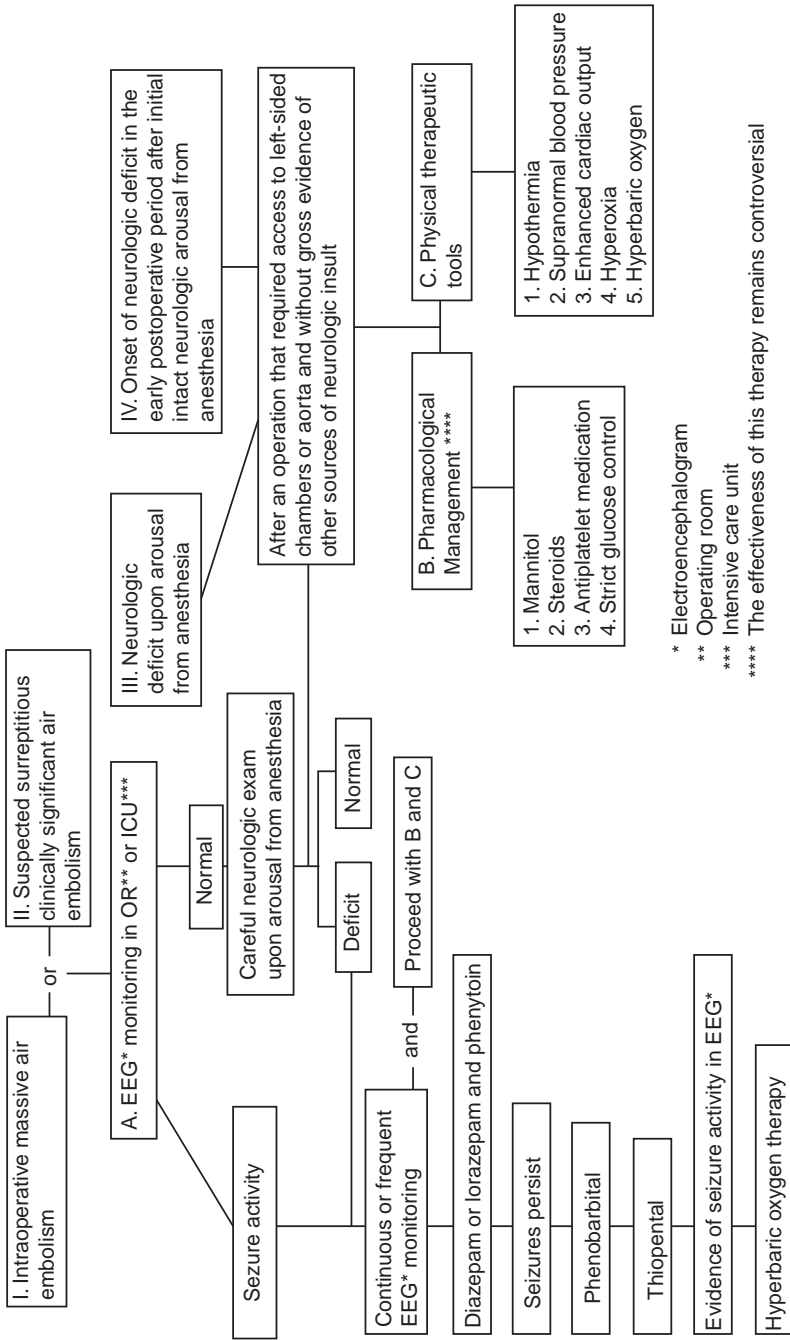 I. Intraoperative massive air
embolism
or
II. Suspected surreptitious
clinically significant air
embolism
A. EEG* monitoring in OR** or ICU***
III. Neurologic
deficit upon arousal
from anesthesia
IV. Onset of neurologic deficit in the
early postoperative period after initial
intact neurologic arousal from
anesthesia
Seizure activity
Normal
Careful neurologic exam
upon arousal from anesthesia
After an operation that required access to left-sided
chambers or aorta and without gross evidence of
other sources of neurologic insult
Deficit
Normal
Continuous or frequent
EEG* monitoring
and
Proceed with B and C
B. Pharmacological
Management ****
C. Physical therapeutic
tools
Diazepam or lorazepam and phenytoin
Seizures persist
Phenobarbital
Thiopental
Evidence of seizure activity in EEG*
Hyperbaric oxygen therapy
1. Mannitol
2. Steroids
3. Antiplatelet medication
4. Strict glucose control
1. Hypothermia
2. Supranormal blood pressure
3. Enhanced cardiac output
4. Hyperoxia
5. Hyperbaric oxygen
* Electroencephalogram
** Operating room
*** Intensive care unit
**** The effectiveness of this therapy remains controversial